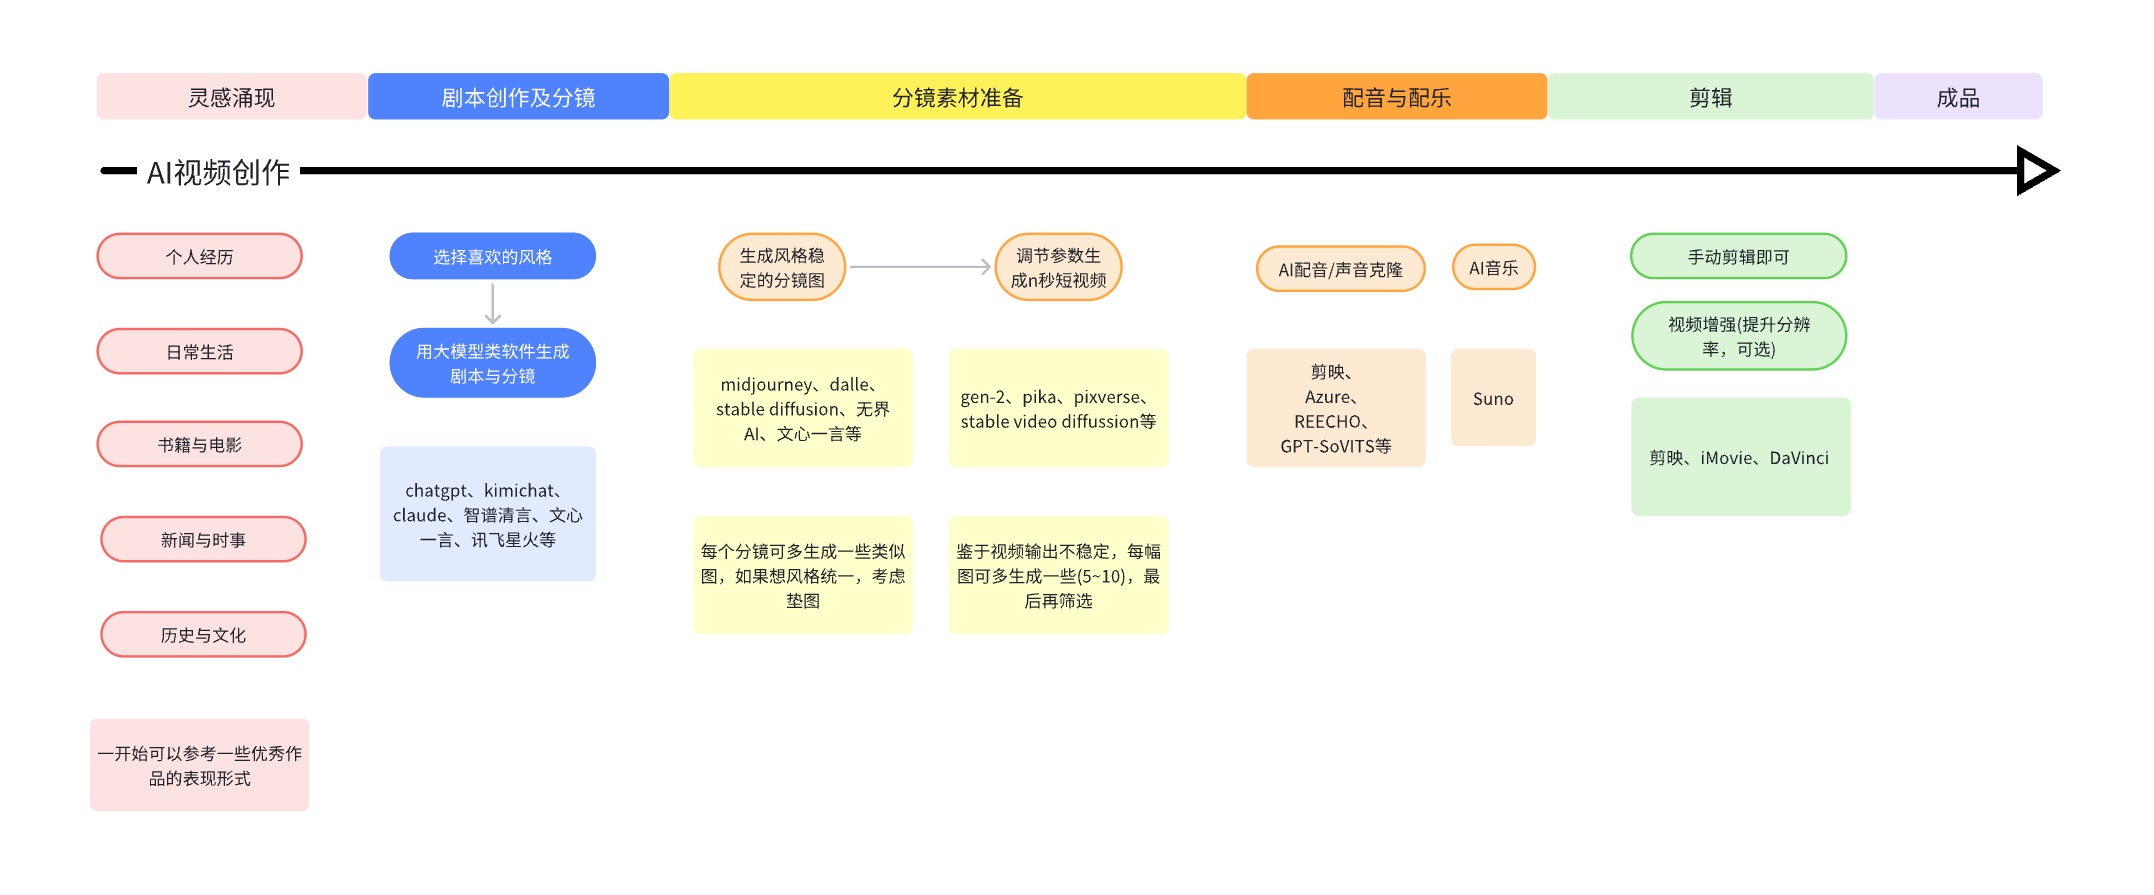 灵感涌现
剧本创作及分镜
分镜素材准备
配音与配乐
剪辑
成品
AI视频创作
个人经历
日常生活
书籍与电影
新闻与时事
历史与文化
一开始可以参考一些优秀作
品的表现形式
选择喜欢的风格
用大模型类软件生成
剧本与分镜
chatgpt、kimichat、
claude、智谱清言、文心
一言、讯飞星火等
生成风格稳
定的分镜图
midjourney、dalle、
stable diffusion、无界
AI、文心一言等
每个分镜可多生成一些类似
图，如果想风格统一，考虑
垫图
调节参数生
成n秒短视频
gen-2、pika、pixverse、
stable video diffussion等
鉴于视频输出不稳定，每幅
图可多生成一些(5~10)，最
后再筛选
AI配音/声音克隆
剪映、
Azure、
REECHO、
GPT-SoVITS等
AI音乐
Suno
手动剪辑即可
视频增强(提升分辨
率，可选)
剪映、iMovie、DaVinci